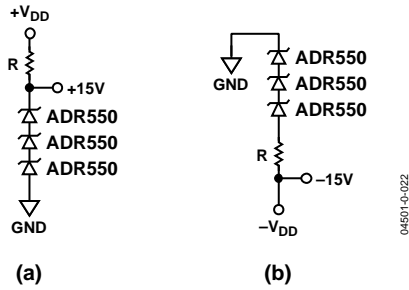 +VDD
R
+15V
ADR550
ADR550
ADR550
GND
(a)
GND
ADR550
ADR550
ADR550
R
–15V
–VDD
(b)
04501-0-022